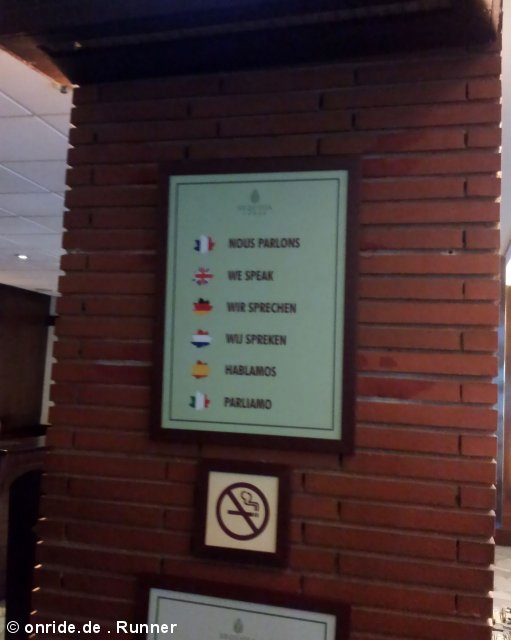 NOUS PARLONS
WE SPEAK
WIR SPRECHEN
WIJ SPREKEN
HABLAMOS
PARLIAMO
© onride.de . Runner